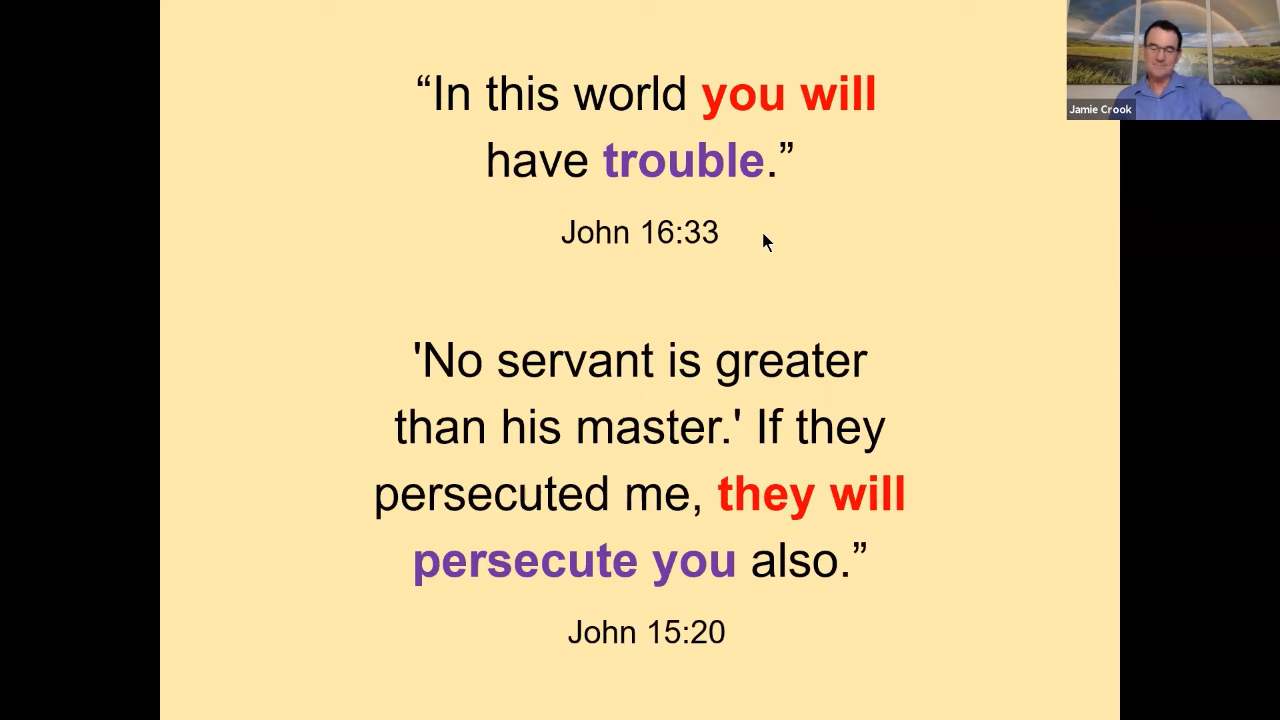 “In this world you will
have trouble.”
John 16:33
'No servant is greater
than his master.' If they
persecuted me, they will
persecute you also.”
John 15:20
Jamie Crook